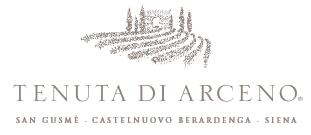 TENUTA DI ARCENO®
SAN GUSMÈ - CASTELNUOVO BERARDENGA - SIENA